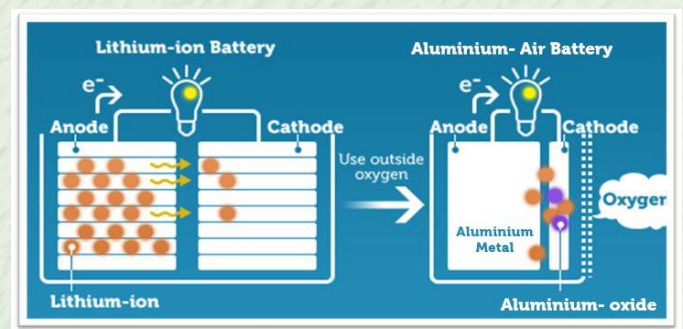 Lithium-ion Battery
e-
Anode
Cathode
Lithium-ion
Use outside
oxygen
Aluminium- Air Battery
e-
Anode
Cathode
Oxyger
Aluminium
Metal
Aluminium- oxide